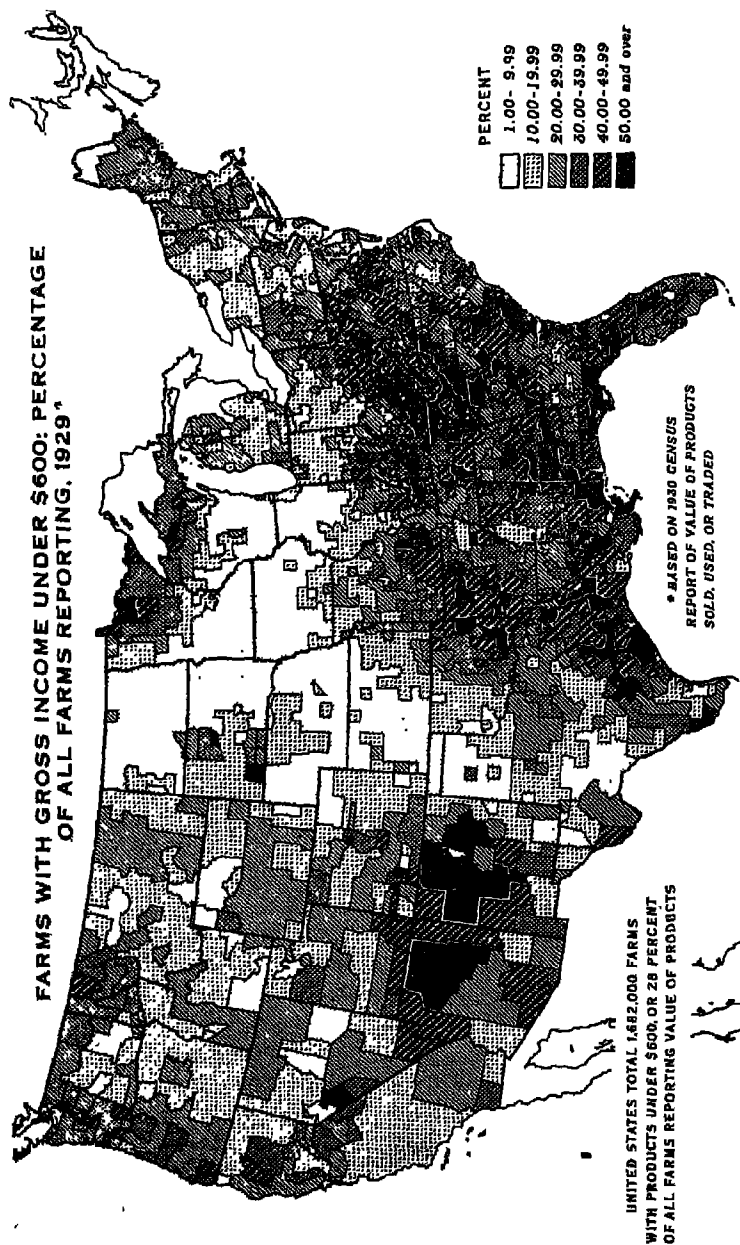 FARMS WITH GROSS INCOME UNDER $600: PERCENTAGE
OF ALL FARMS REPORTING, 1929*
PERCENT
1.00- 9.99
10.00-19.99
20.00-29.99
30.00-39.99
40.00-49.99
50.00 and over
* BASED ON 1930 CENSUS
REPORT OF VALUE OF PRODUCTS
SOLD, USED, OR TRADED
UNITED STATES TOTAL 1,682,000 FARMS
WITH PRODUCTS UNDER $600, OR 28 PERCENT
OF ALL FARMS REPORTING VALUE OF PRODUCTS